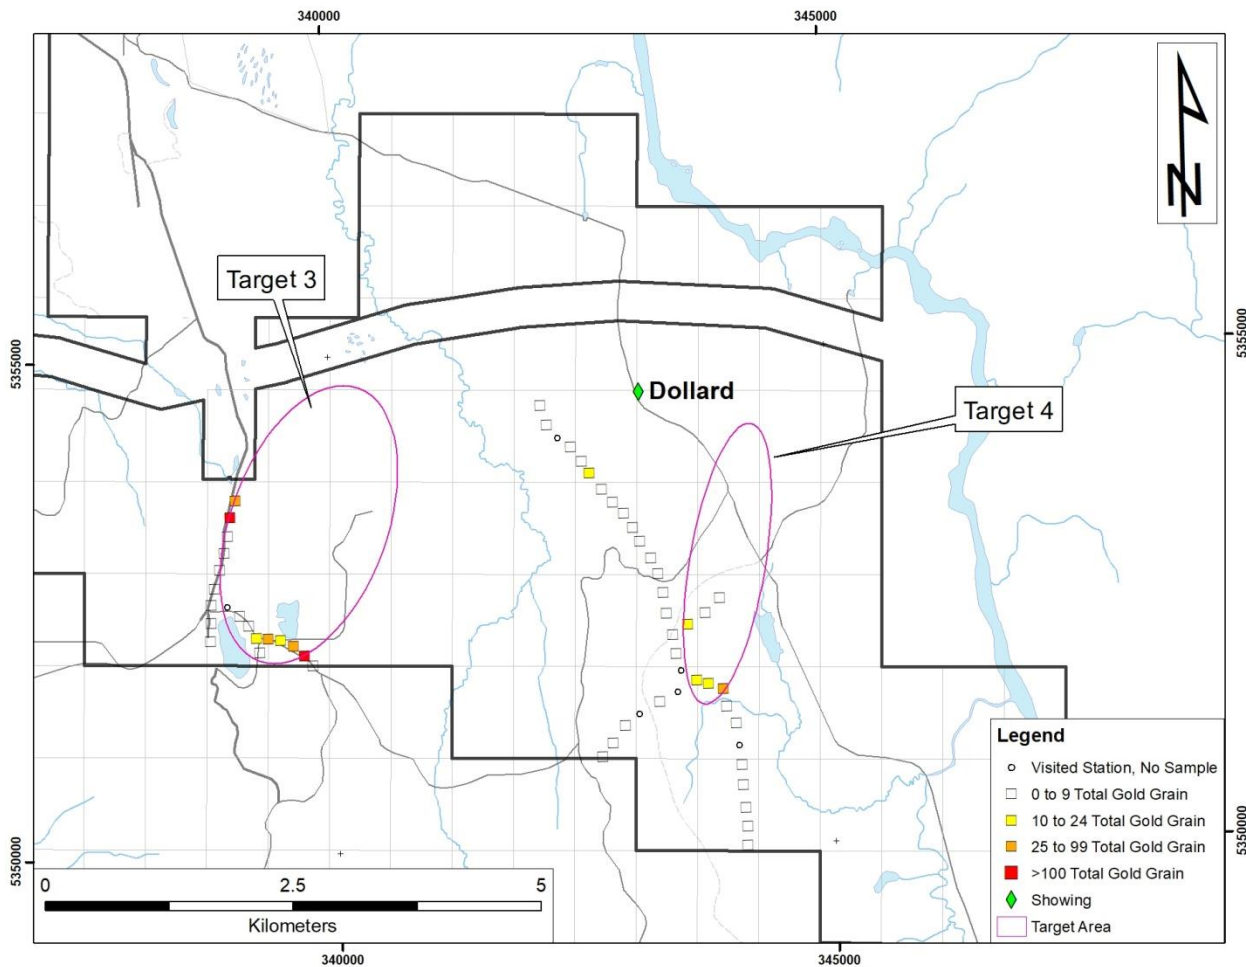 340000
345000
N
Target 3
5355000
5355000
Dollard
Target 4
Legend
Visited Station, No Sample
0 to 9 Total Gold Grain
10 to 24 Total Gold Grain
25 to 99 Total Gold Grain
>100 Total Gold Grain
Showing
Target Area
5350000
5350000
0 2.5 5
Kilometers
340000
345000